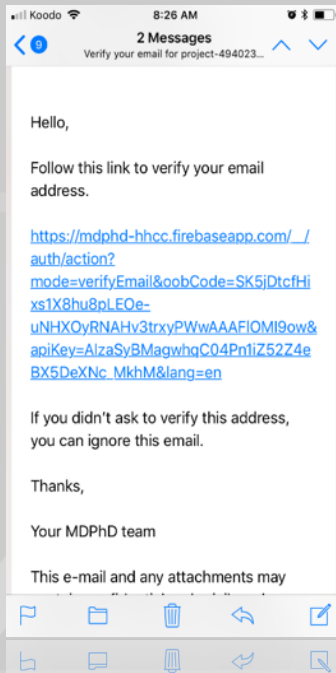 Koodo 8:26 AM
9
2 Messages
Verify your email for project-494023...
Hello,
Follow this link to verify your email
address.
https://mdphd-hhcc.firebaseapp.com/__/
auth/action?
mode=verifyEmail&oobCode=SK5jDtcfHi
xs1X8hu8pLEOe-
uNHXOyRNAHv3trxyPWwAAAFlOMI9ow&
apiKey=AIzaSyBMagwhqC04Pn1iZ52Z4e
BX5DeXNc_MkhM&lang=en
If you didn't ask to verify this address,
you can ignore this email.
Thanks,
Your MDPhD team
This e-mail and any attachments may